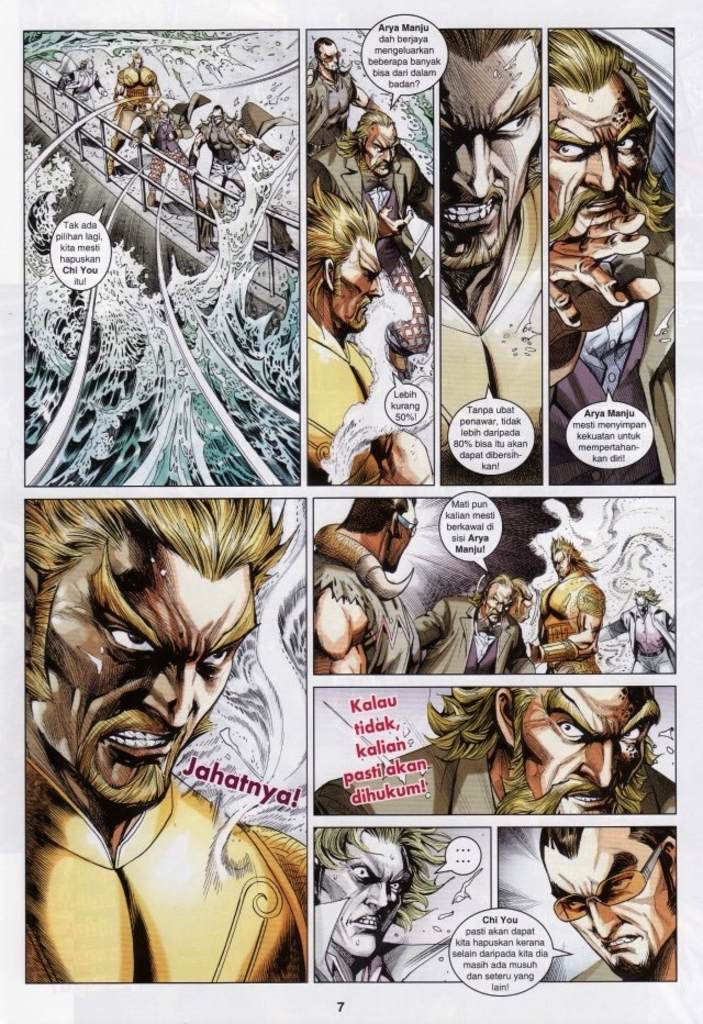 Tak ada
pilihan lagi,
kita mesti
hapuskan
Chi You
itu!
Arya Manju
dah berjaya
mengeluarkan
beberapa banyak
bisa dari dalam
badan?
Lebih
kurang
50%!
Tanpa ubat
penawar, tidak
lebih daripada
80% bisa itu akan
dapat dibersih-
kan!
Arya Manju
mesti menyimpan
kekuatan untuk
mempertahan-
kan diri!
Jahatnya!
Mati pun
kalian mesti
berkawal di
sisi Arya
Manju!
Kalau
tidak,
kalian
pasti akan
dihukum!
...
...
Chi You
pasti akan dapat
kita hapuskan kerana
selain daripada kita dia
masih ada musuh
dan seteru yang
lain!
7